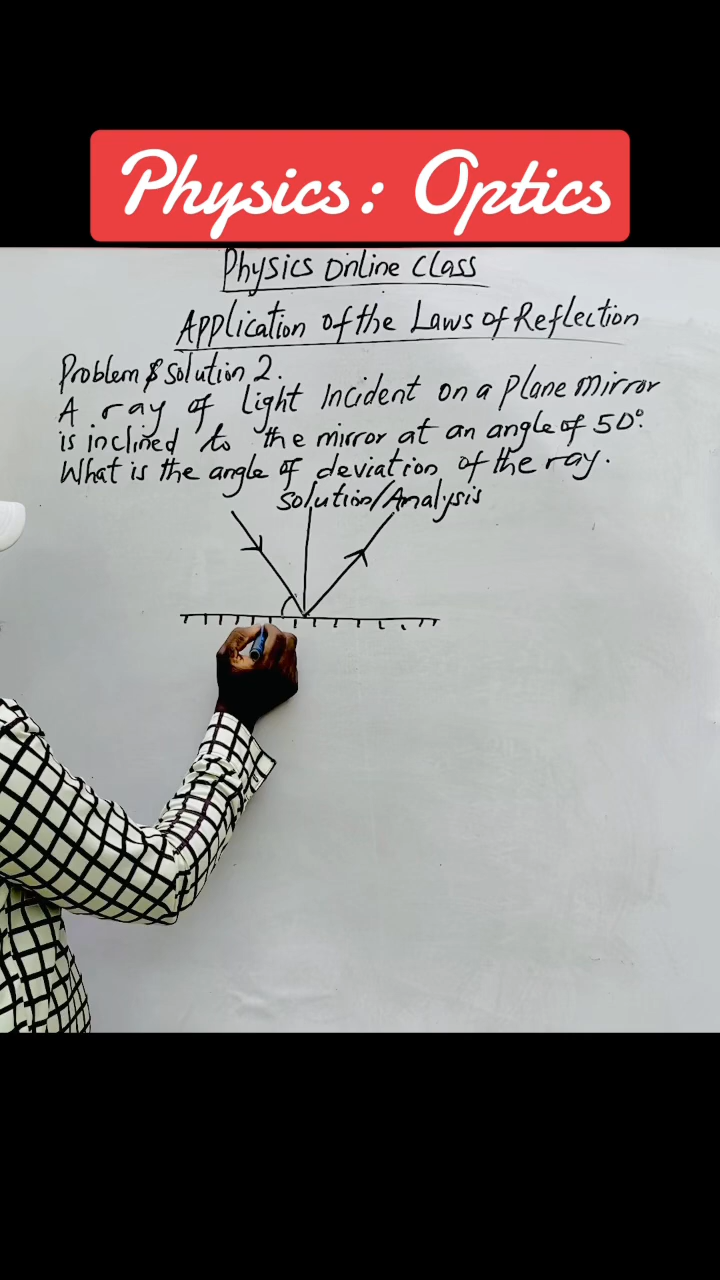 Physics: Optics
Physics Online Class
Application of the Laws of Reflection
Problem & Solution 2.
A ray of light Incident on a plane mirror
is inclined to the mirror at an angle of 50°.
What is the angle of deviation of the ray.
Solution/Analysis